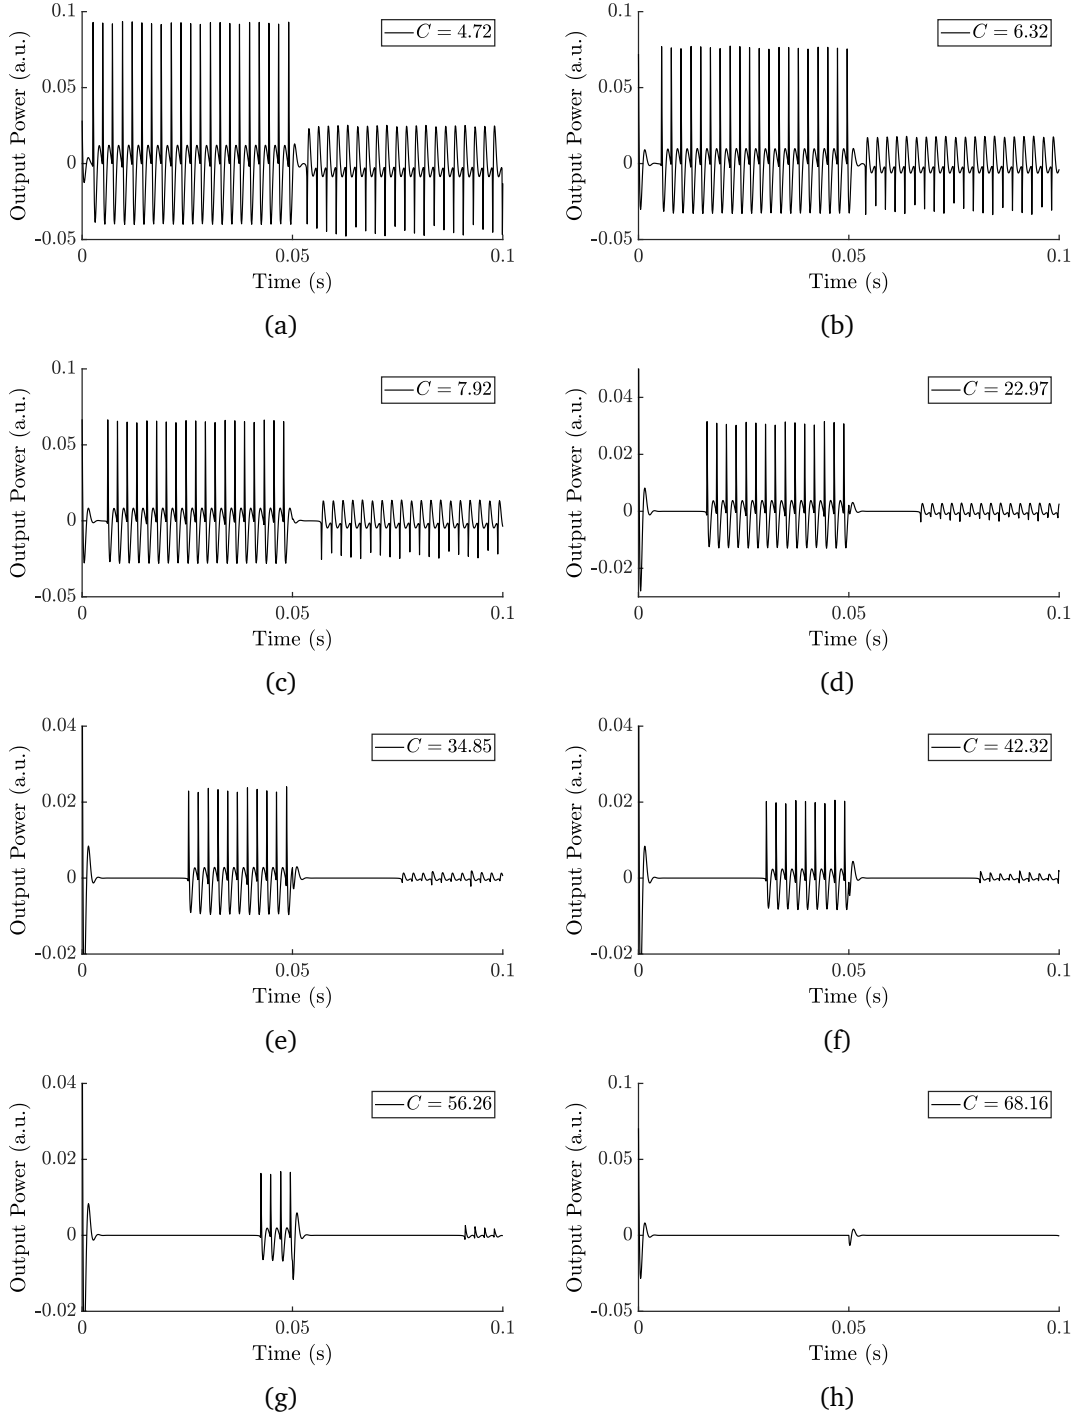 0.1
0.05
0
-0.05
Output Power (a.u.)
C = 4.72
0 0.05 0.1
Time (s)
(a)
0.1
0.05
0
-0.05
Output Power (a.u.)
C = 6.32
0 0.05 0.1
Time (s)
(b)
0.1
0.05
0
-0.05
Output Power (a.u.)
C = 7.92
0 0.05 0.1
Time (s)
(c)
0.04
0.02
0
-0.02
Output Power (a.u.)
C = 22.97
0 0.05 0.1
Time (s)
(d)
0.04
0.02
0
-0.02
Output Power (a.u.)
C = 34.85
0 0.05 0.1
Time (s)
(e)
0.04
0.02
0
-0.02
Output Power (a.u.)
C = 42.32
0 0.05 0.1
Time (s)
(f)
0.04
0.02
0
-0.02
Output Power (a.u.)
C = 56.26
0 0.05 0.1
Time (s)
(g)
0.1
0.05
0
-0.05
Output Power (a.u.)
C = 68.16
0 0.05 0.1
Time (s)
(h)